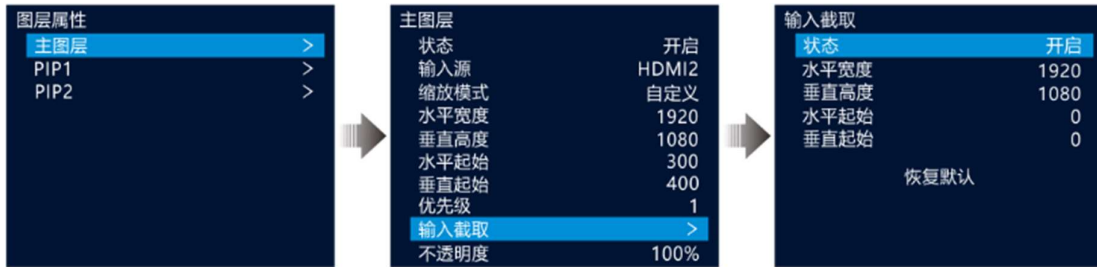 图层属性
主图层 >
PIP1 >
PIP2 >
主图层
状态 开启
输入源 HDMI2
缩放模式 自定义
水平宽度 1920
垂直高度 1080
水平起始 300
垂直起始 400
优先级 1
输入截取 >
不透明度 100%
输入截取
状态 开启
水平宽度 1920
垂直高度 1080
水平起始 0
垂直起始 0
恢复默认